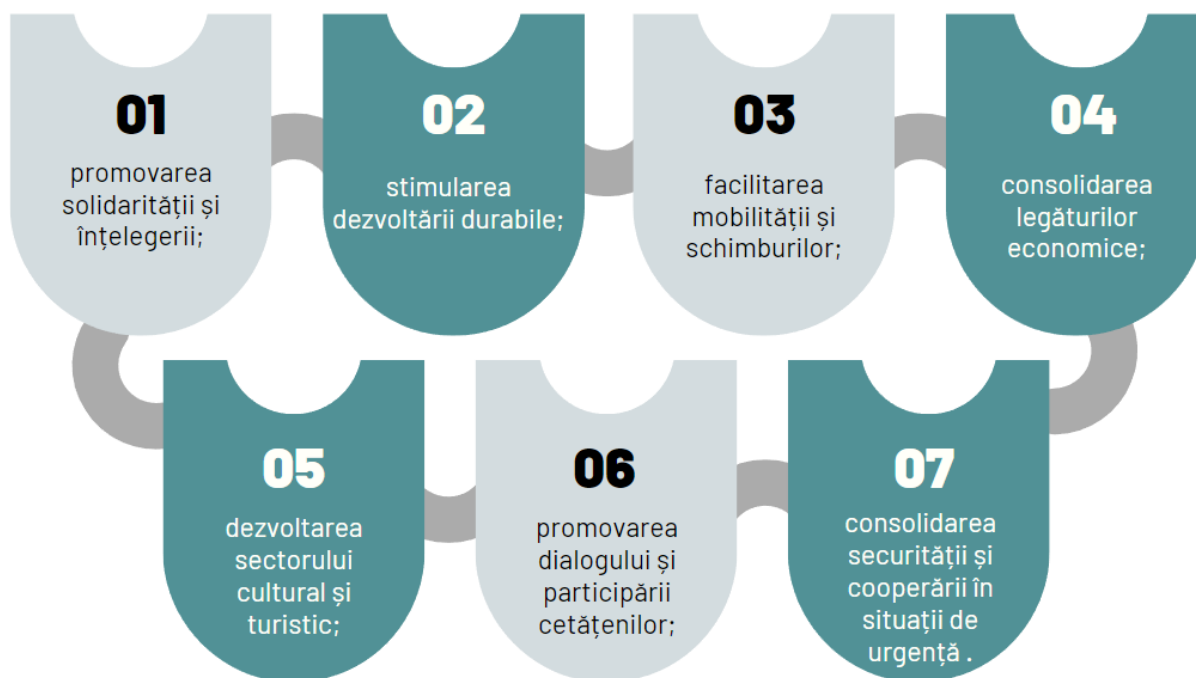 01
promovarea
solidarității și
înțelegerii;
02
stimularea
dezvoltării durabile;
03
facilitarea
mobilității și
schimburilor;
04
consolidarea
legăturilor
economice;
05
dezvoltarea
sectorului
cultural și
turistic;
06
promovarea
dialogului și
participării
cetățenilor;
07
consolidarea
securității și
cooperării în
situații de
urgență .